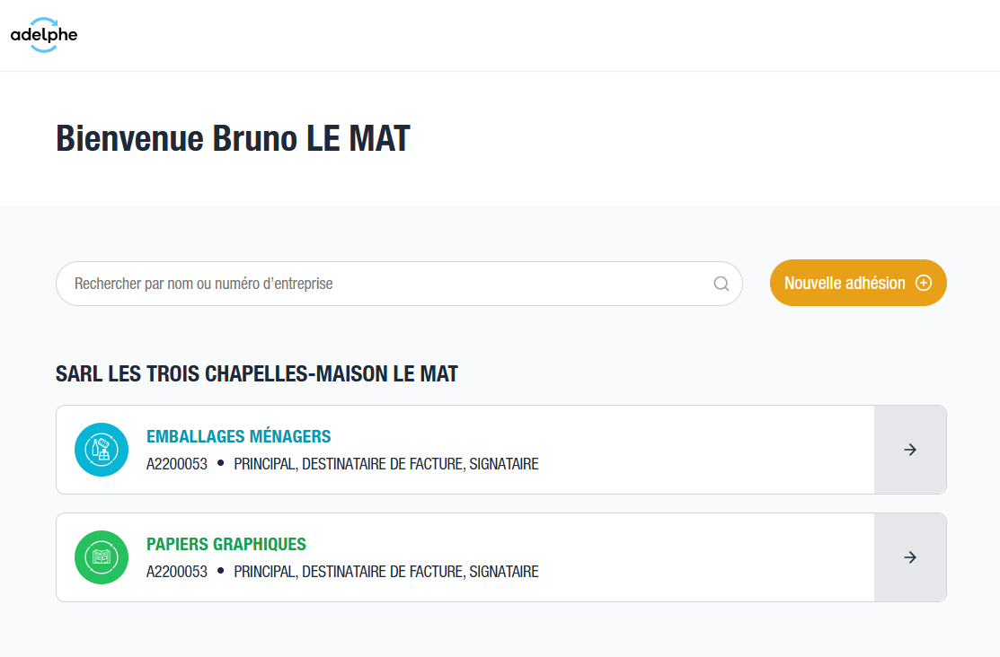 adelphe
Bienvenue Bruno LE MAT
Rechercher par nom ou numéro d’entreprise
Nouvelle adhésion
SARL LES TROIS CHAPELLES-MAISON LE MAT
EMBALLAGES MÉNAGERS
A2200053 • PRINCIPAL, DESTINATAIRE DE FACTURE, SIGNATAIRE
PAPIERS GRAPHIQUES
A2200053 • PRINCIPAL, DESTINATAIRE DE FACTURE, SIGNATAIRE